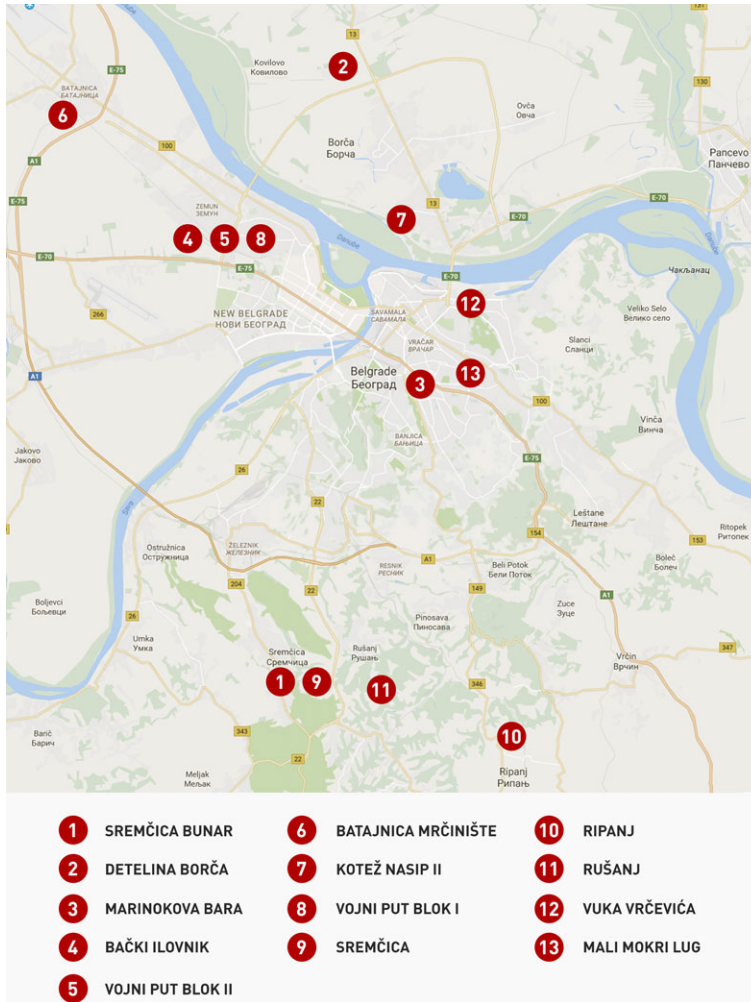 131
13
E-75
Kovilovo
Ковилово
2
130
BATAJNICA
БАТАЈНИЦА
6
Ovča
Овча
Borča
Борча
Pancevo
Панчево
100
A1
E-75
ZEMUN
ЗЕМУН
13
E-70
7
E-70
4
5
8
Danube
Danube
E-70
E-75
E-70
Чакљанац
266
NEW BELGRADE
НОВИ БЕОГРАД
SAVAMALA
САВАМАЛА
12
Veliko Selo
Велико село
VRAČAR
ВРАЧАР
Slanci
Сланци
A1
Belgrade
Београд
3
13
100
Vinča
Винча
BANJICA
БАЊИЦА
Jakovo
Јаково
26
E-75
22
Sava
Leštane
Лештане
Ritopek
Ритопек
154
153
Ostružnica
Остружница
ŽELEZNIK
ЖЕЛЕЗНИК
A1
RESNIK
РЕСНИК
Beli Potok
Бели Поток
Boleč
Болеч
204
22
149
A1
Boljevci
Бољевци
Zuce
Зуце
26
Pinosava
Пиносава
Umka
Умка
Sremčica
Сремчица
Rušanj
Рушањ
347
Vrčin
Врчин
1
9
11
346
Barič
Барич
343
10
22
Meljak
Мељак
Ripanj
Рипањ
1 SREMČICA BUNAR
2 DETELINA BORČA
3 MARINOKOVA BARA
4 BAČKI ILOVNIK
5 VOJNI PUT BLOK II
6 BATAJNICA MRČINIŠTE
7 KOTEŽ NASIP II
8 VOJNI PUT BLOK I
9 SREMČICA
10 RIPANJ
11 RUŠANJ
12 VUKA VRČEVIĆA
13 MALI MOKRI LUG